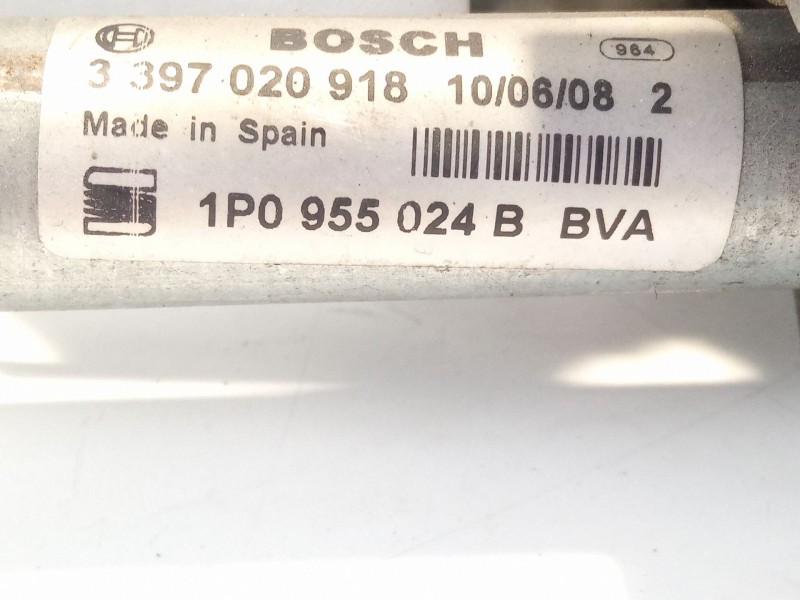 BOSCH 964
3 397 020 918 10/06/08 2
Made in Spain
1P0 955 024 B BVA